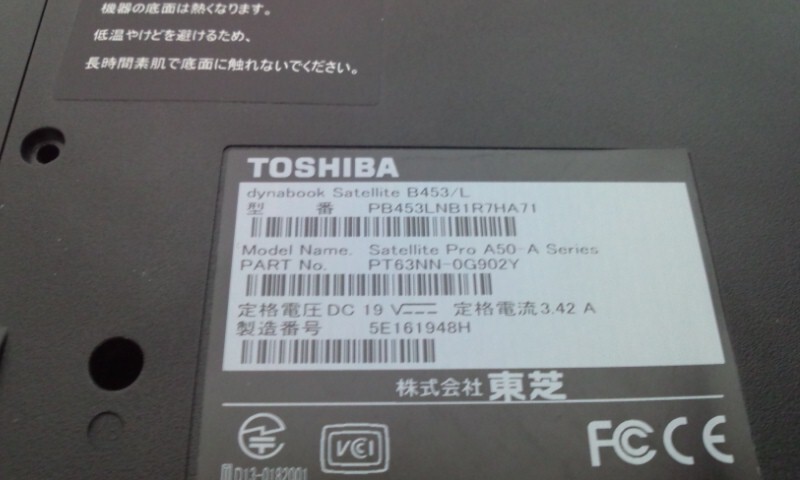 機器の底面は熱くなります。
低温やけどを避けるため、
長時間素肌で底面に触れないでください。
TOSHIBA
dynabook Satellite B453/L
型 番 PB453LNB1R7HA71
Model Name. Satellite Pro A50-A Series
PART No. PT63NN-0G902Y
定格電圧 DC 19 V 定格電流 3.42 A
製造番号 5E161948H
株式会社 東芝
VCI
FC CE
D13-0182001